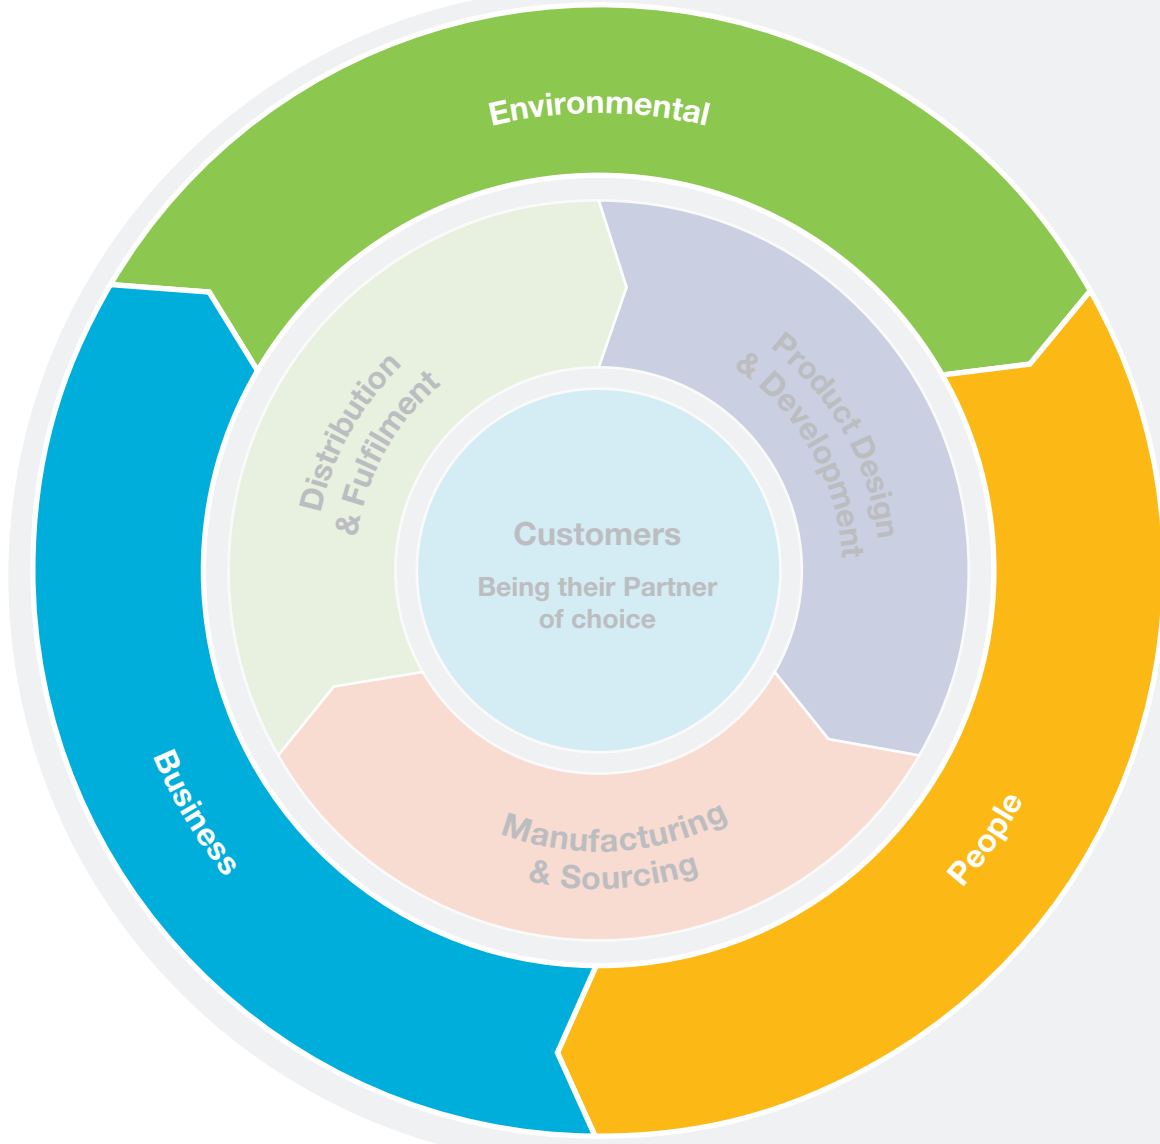 Environmental
Distribution
& Fulfilment
Product Design
& Development
Customers
Being their Partner
of choice
Business
Manufacturing
& Sourcing
People